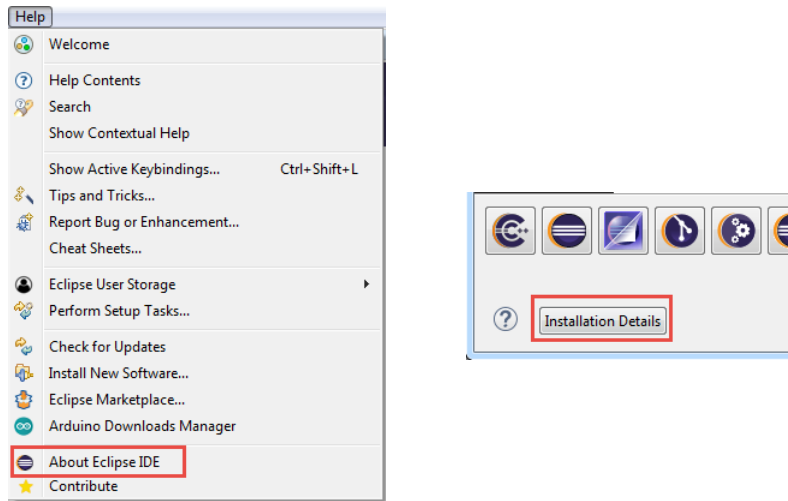 Help
Welcome
Help Contents
Search
Show Contextual Help
Show Active Keybindings... Ctrl+Shift+L
Tips and Tricks...
Report Bug or Enhancement...
Cheat Sheets...
Eclipse User Storage
Perform Setup Tasks...
Check for Updates
Install New Software...
Eclipse Marketplace...
Arduino Downloads Manager
About Eclipse IDE
Contribute
Installation Details